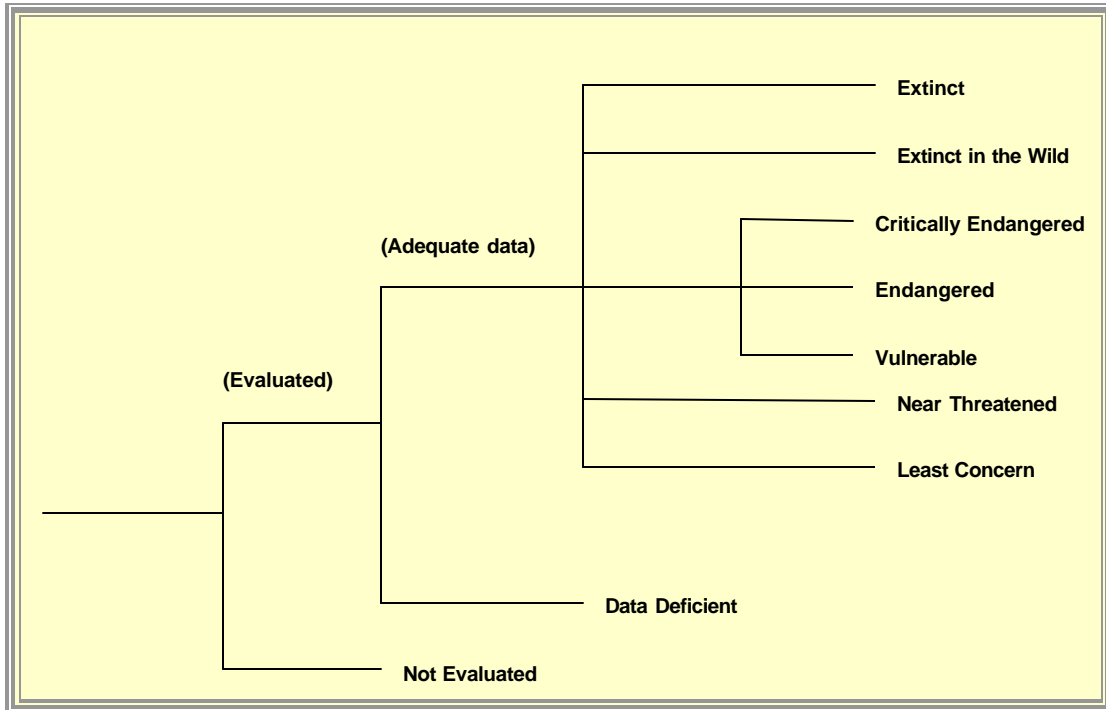 Extinct
Extinct in the Wild
Critically Endangered
(Adequate data)
Endangered
Vulnerable
(Evaluated)
Near Threatened
Least Concern
Data Deficient
Not Evaluated